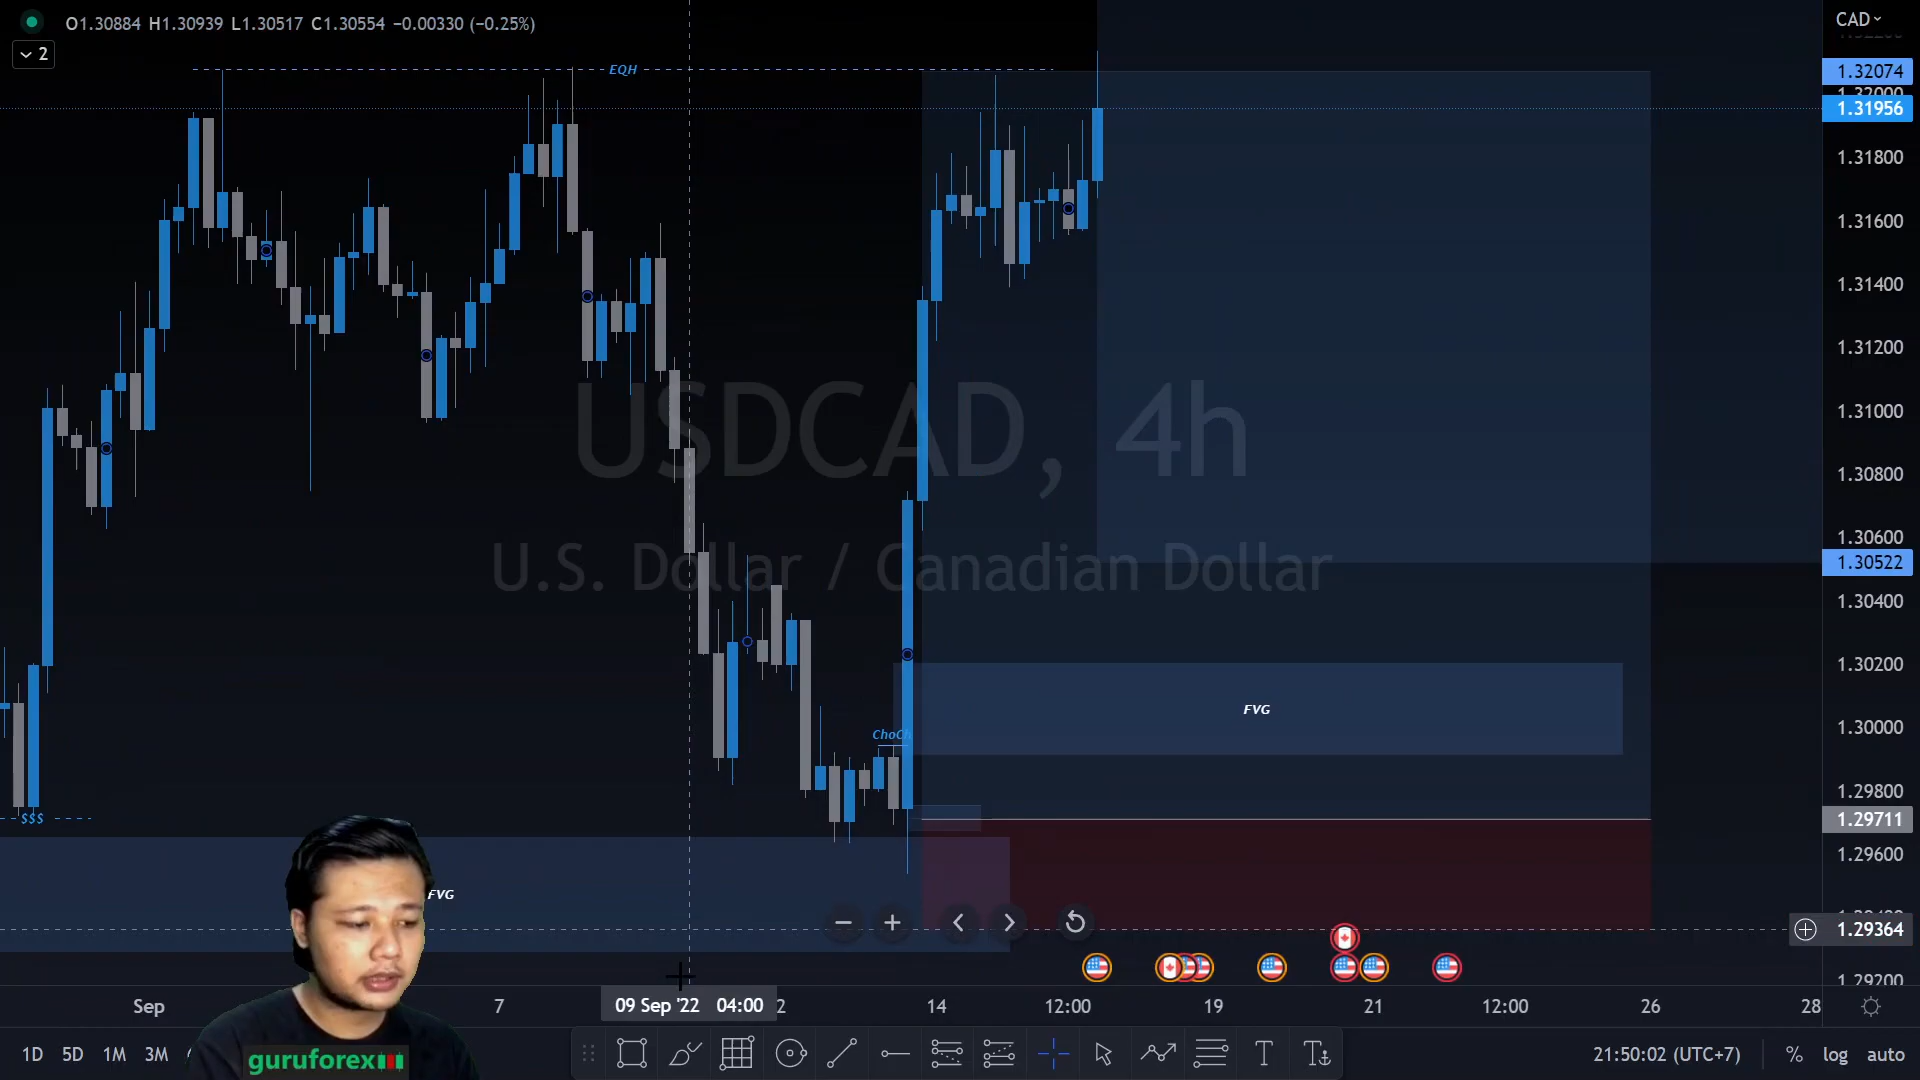 O1.30884 H1.30939 L1.30517 C1.30554 −0.00330 (−0.25%)
CAD
2
EQH
1.32074
1.31956
1.31800
1.31600
1.31400
1.31200
1.31000
1.30800
1.30600
1.30522
1.30400
1.30200
1.30000
1.29800
1.29711
1.29600
1.29364
1.29200
USDCAD, 4h
U.S. Dollar / Canadian Dollar
FVG
ChoCh
$$$
FVG
Sep
7
09 Sep '22 04:00
2
14
12:00
19
21
12:00
26
28
guruforex
1D 5D 1M 3M
21:50:02 (UTC+7)
% log auto